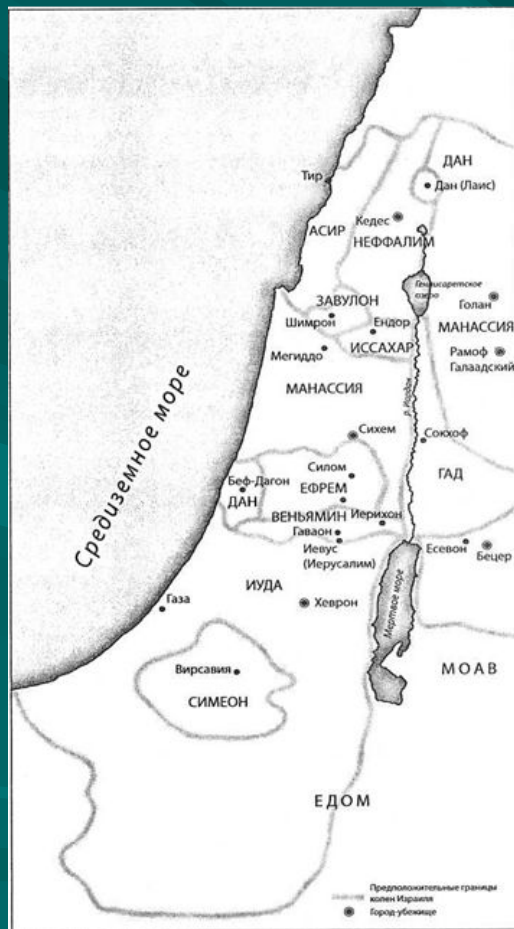 ДАН
Тир
Дан (Лаис)
Кедес
АСИР
НЕФФАЛИМ
Геннисаретское
озеро
ЗАВУЛОН
Голан
Шимрон
Ендор
МАНАССИЯ
Мегиддо
ИССАХАР
Рамоф
Галаадский
МАНАССИЯ
р. Иордан
Средиземное море
Сихем
Сокхоф
Силом
ГАД
Беф-Дагон
ЕФРЕМ
ДАН
ВЕНЬЯМИН
Иерихон
Гаваон
Иевус
(Иерусалим)
Есевон
Бецер
ИУДА
Газа
Хеврон
Мертвое море
Вирсавия
МОАВ
СИМЕОН
ЕДОМ
Предположительные границы
колен Израиля
Город-убежище